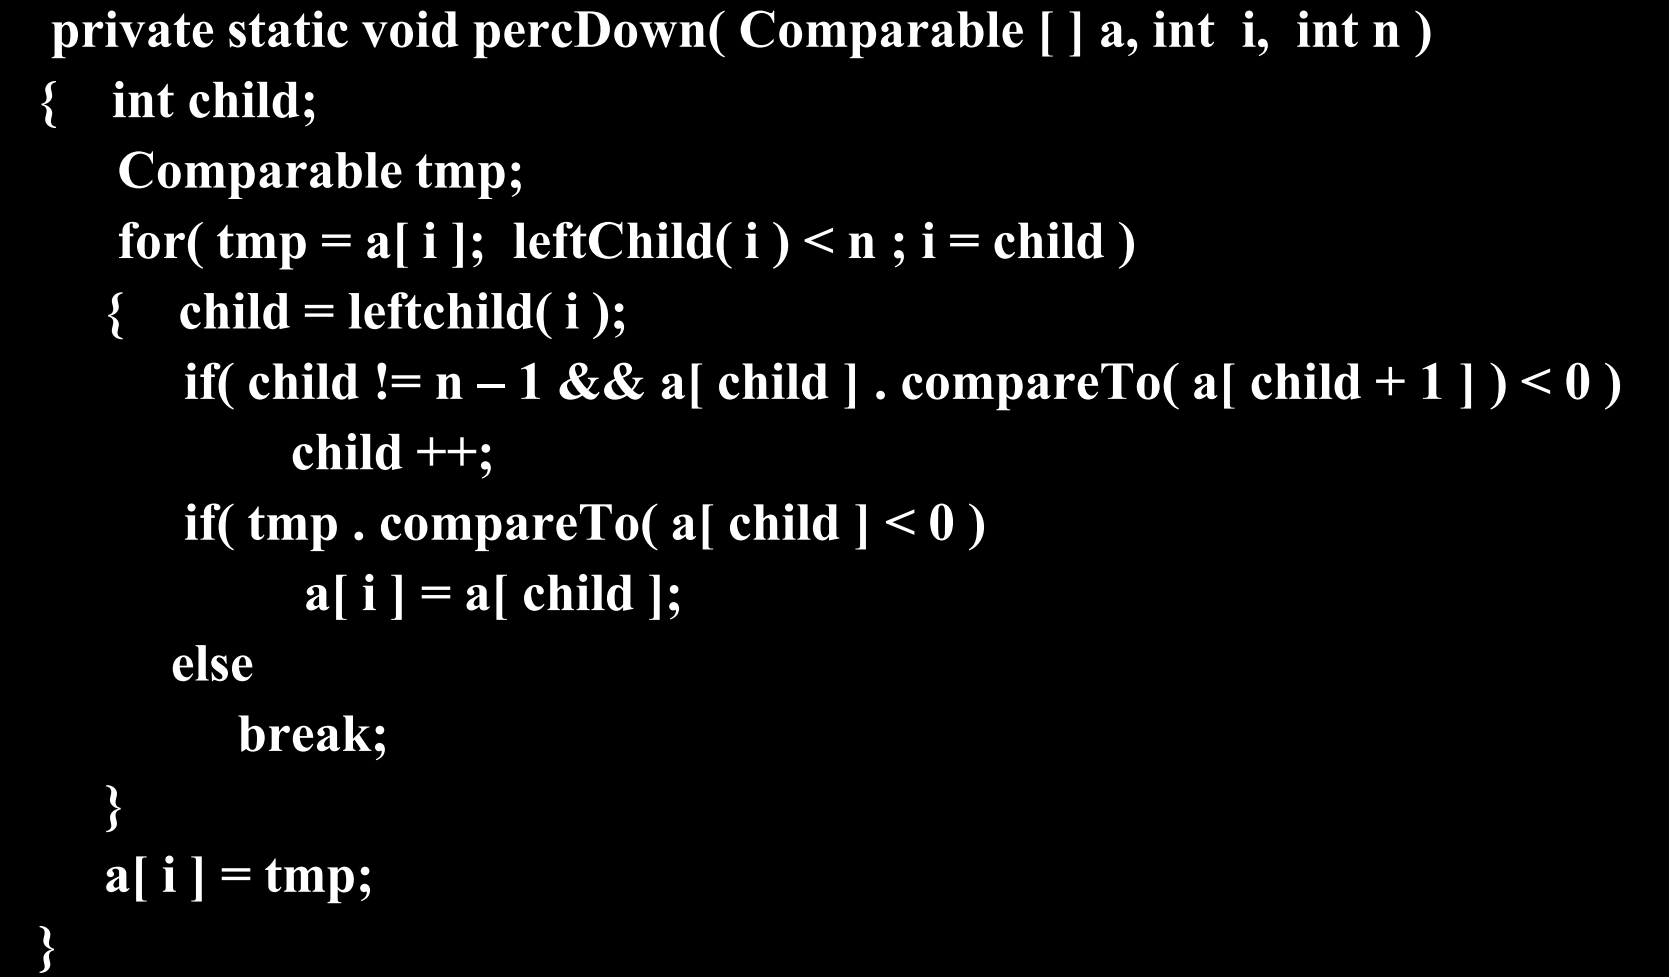 private static void percDown( Comparable [ ] a, int i, int n )
{ int child;
Comparable tmp;
for( tmp = a[ i ]; leftChild( i ) < n ; i = child )
{ child = leftchild( i );
if( child != n – 1 && a[ child ] . compareTo( a[ child + 1 ] ) < 0 )
child ++;
if( tmp . compareTo( a[ child ] < 0 )
a[ i ] = a[ child ];
else
break;
}
a[ i ] = tmp;
}